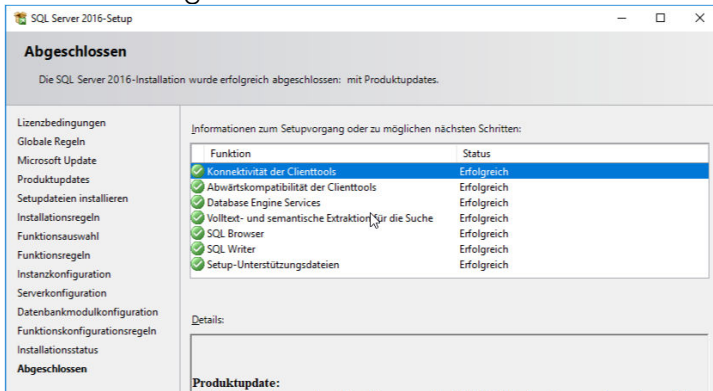 SQL Server 2016-Setup
Abgeschlossen
Die SQL Server 2016-Installation wurde erfolgreich abgeschlossen: mit Produktupdates.
Lizenzbedingungen
Globale Regeln
Microsoft Update
Produktupdates
Setupdateien installieren
Installationsregeln
Funktionsauswahl
Funktionsregeln
Instanzkonfiguration
Serverkonfiguration
Datenbankmodulkonfiguration
Funktionskonfigurationsregeln
Installationsstatus
Abgeschlossen
Informationen zum Setupvorgang oder zu möglichen nächsten Schritten:
Funktion Status
Konnektivität der Clienttools Erfolgreich
Abwärtskompatibilität der Clienttools Erfolgreich
Database Engine Services Erfolgreich
Volltext- und semantische Extraktion für die Suche Erfolgreich
SQL Browser Erfolgreich
SQL Writer Erfolgreich
Setup-Unterstützungsdateien Erfolgreich
Details:
Produktupdate: